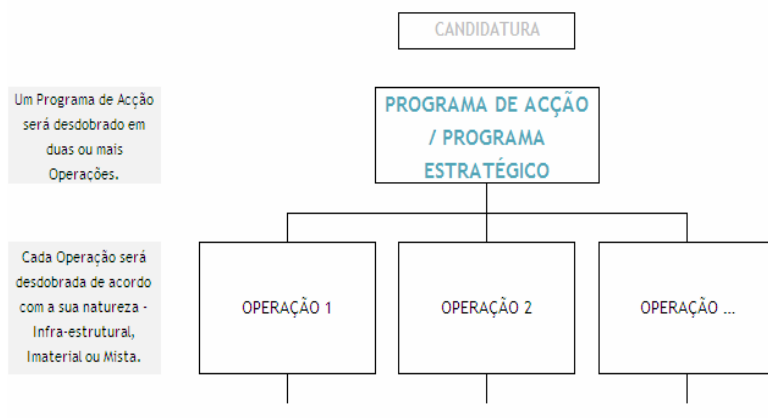 CANDIDATURA
Um Programa de Acção
será desdobrado em
duas ou mais
Operações.
PROGRAMA DE ACÇÃO
/ PROGRAMA
ESTRATÉGICO
Cada Operação será
desdobrada de acordo
com a sua natureza -
Infra-estrutural,
Imaterial ou Mista.
OPERAÇÃO 1
OPERAÇÃO 2
OPERAÇÃO ...